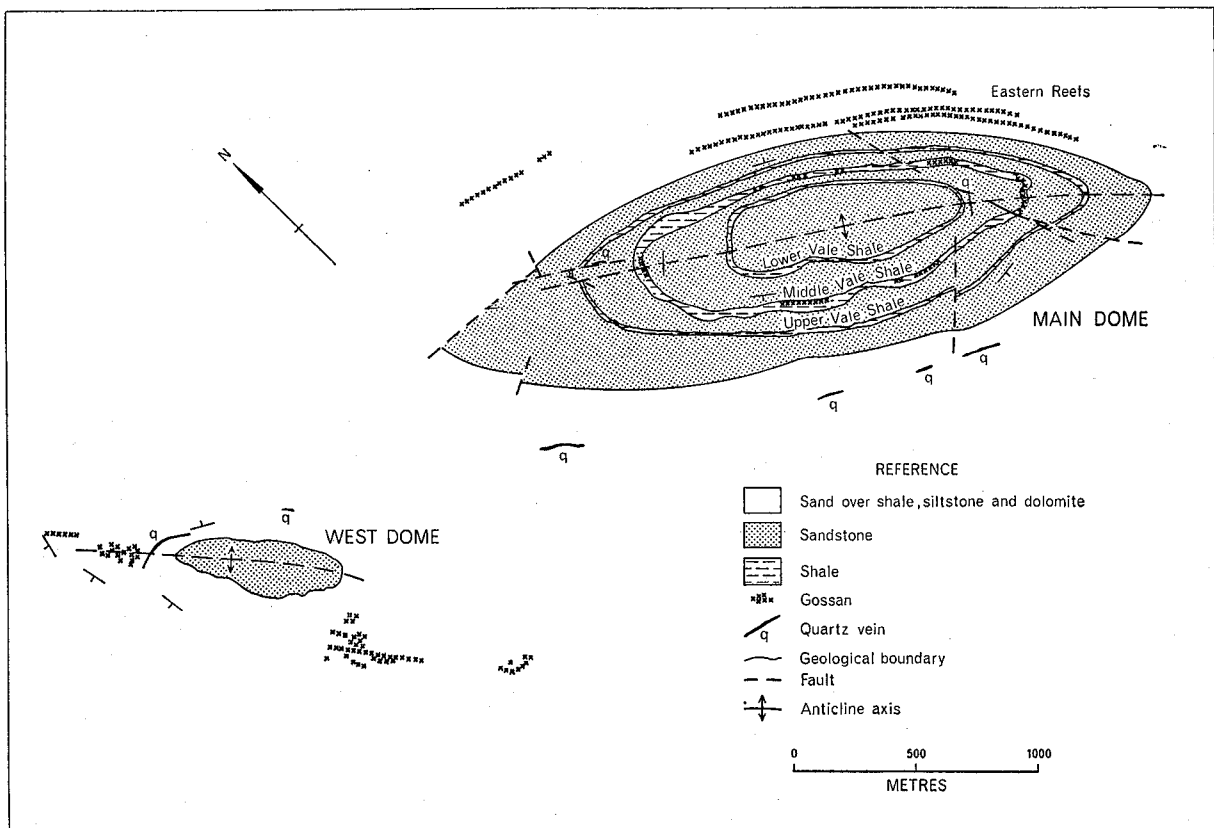 Eastern Reefs
N
q
q
Lower Vale Shale
Middle Vale Shale
Upper Vale Shale
MAIN DOME
q
q
q
q
q
q
WEST DOME
REFERENCE
Sand over shale, siltstone and dolomite
Sandstone
Shale
Gossan
q
Quartz vein
Geological boundary
Fault
Anticline axis
0 500 1000
METRES